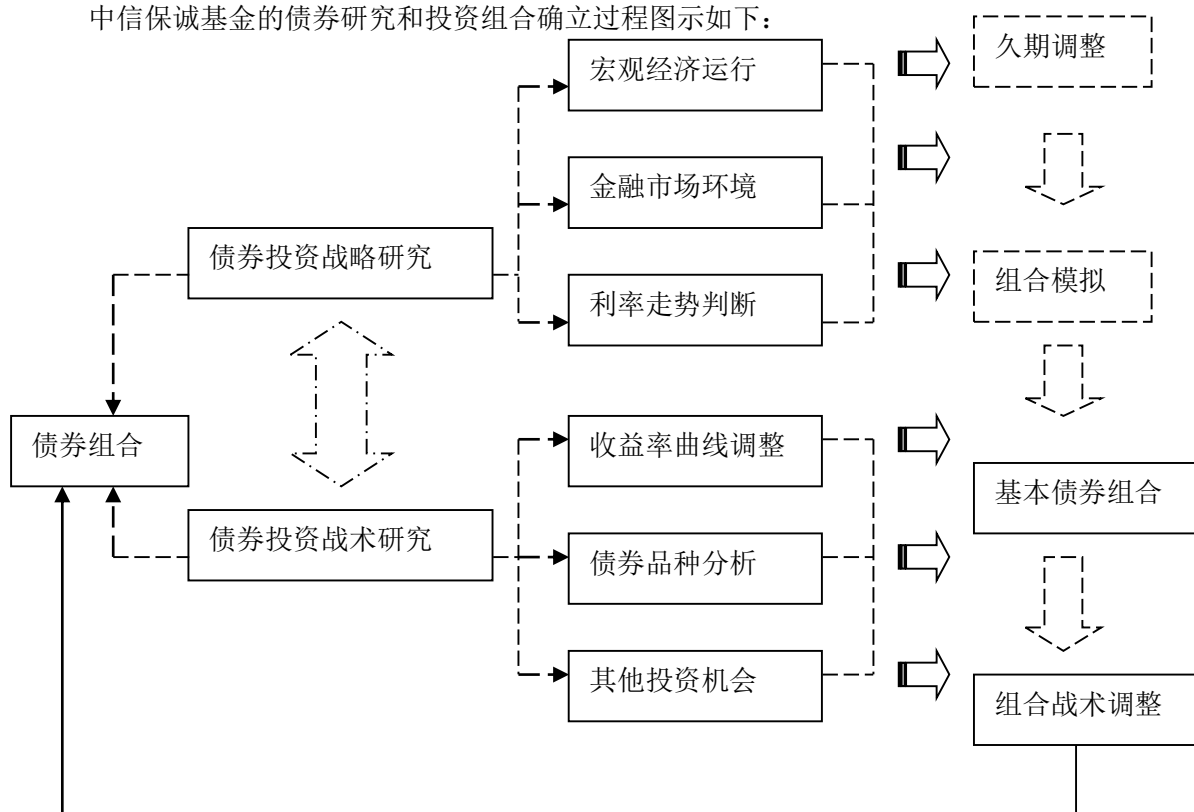 中信保诚基金的债券研究和投资组合确立过程图示如下：
宏观经济运行
久期调整
金融市场环境
债券投资战略研究
组合模拟
利率走势判断
债券组合
收益率曲线调整
基本债券组合
债券投资战术研究
债券品种分析
其他投资机会
组合战术调整